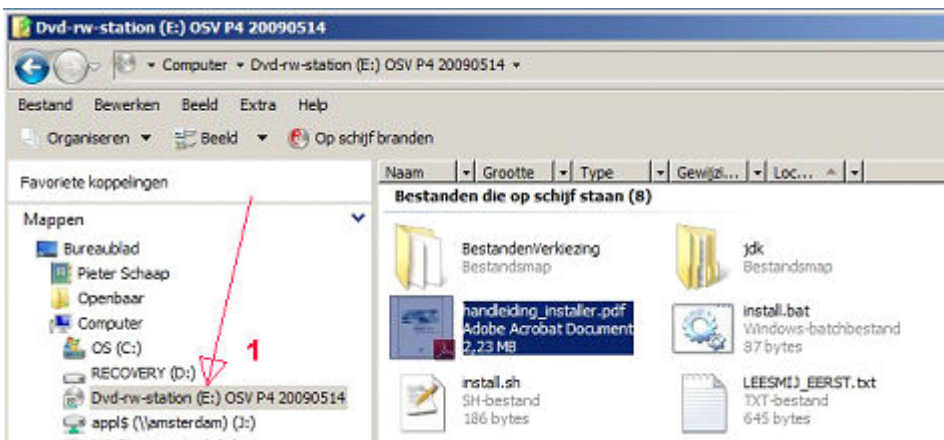 Dvd-rw-station (E:) OSV P4 20090514
Computer Dvd-rw-station (E:) OSV P4 20090514
Bestand Bewerken Beeld Extra Help
Organiseren Beeld Op schijf branden
Favoriete koppelingen
Naam Grootte Type Gewijzi... Loc...
Bestanden die op schijf staan (8)
Mappen
Bureaublad
Pieter Schaap
Openbaar
Computer
OS (C:)
RECOVERY (D:)
Dvd-rw-station (E:) OSV P4 20090514
appl$ (\\amsterdam) (J:)
1
BestandenVerkiezing
Bestandsmap
jdk
Bestandsmap
handleiding_installer.pdf
Adobe Acrobat Document
2,23 MB
install.bat
Windows-batchbestand
87 bytes
install.sh
SH-bestand
186 bytes
LEESMIJ_EERST.txt
TXT-bestand
645 bytes